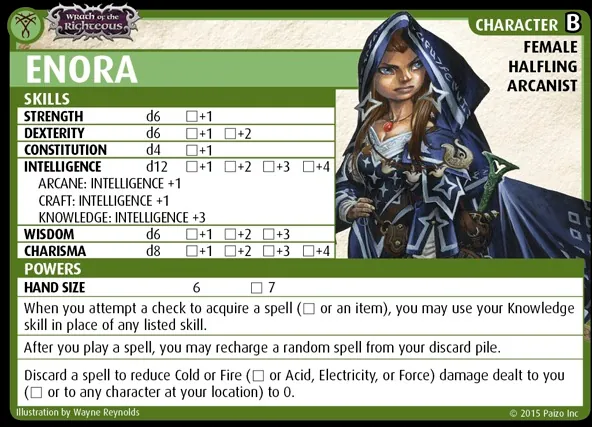 WRATH of the RIGHTEOUS
CHARACTER B
FEMALE
HALFLING
ARCANIST
ENORA
SKILLS
STRENGTH d6 □+1
DEXTERITY d6 □+1 □+2
CONSTITUTION d4 □+1
INTELLIGENCE d12 □+1 □+2 □+3 □+4
ARCANE: INTELLIGENCE +1
CRAFT: INTELLIGENCE +1
KNOWLEDGE: INTELLIGENCE +3
WISDOM d6 □+1 □+2 □+3
CHARISMA d8 □+1 □+2 □+3 □+4
POWERS
HAND SIZE 6 □ 7
When you attempt a check to acquire a spell (□ or an item), you may use your Knowledge
skill in place of any listed skill.
After you play a spell, you may recharge a random spell from your discard pile.
Discard a spell to reduce Cold or Fire (□ or Acid, Electricity, or Force) damage dealt to you
(□ or to any character at your location) to 0.
Illustration by Wayne Reynolds
© 2015 Paizo Inc